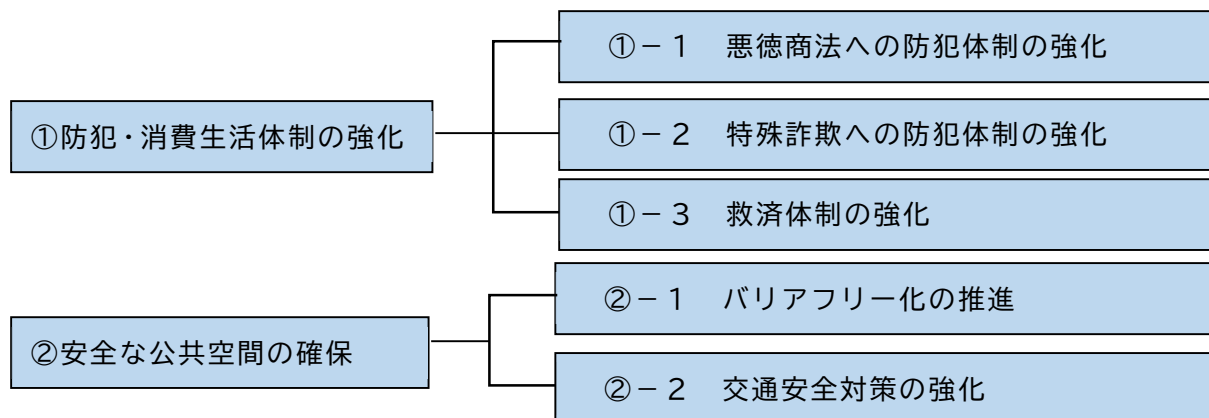 ①防犯・消費生活体制の強化
①－１　悪徳商法への防犯体制の強化
①－２　特殊詐欺への防犯体制の強化
①－３　救済体制の強化
②安全な公共空間の確保
②－１　バリアフリー化の推進
②－２　交通安全対策の強化